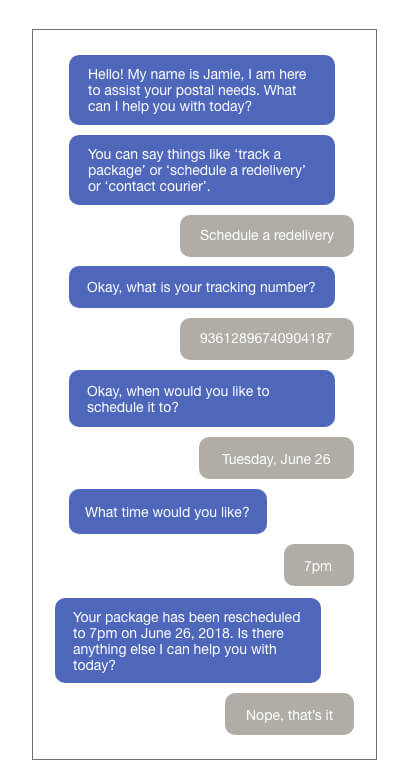 Hello! My name is Jamie, I am here
to assist your postal needs. What
can I help you with today?
You can say things like ‘track a
package’ or ‘schedule a redelivery’
or ‘contact courier’.
Schedule a redelivery
Okay, what is your tracking number?
93612896740904187
Okay, when would you like to
schedule it to?
Tuesday, June 26
What time would you like?
7pm
Your package has been rescheduled
to 7pm on June 26, 2018. Is there
anything else I can help you with
today?
Nope, that’s it